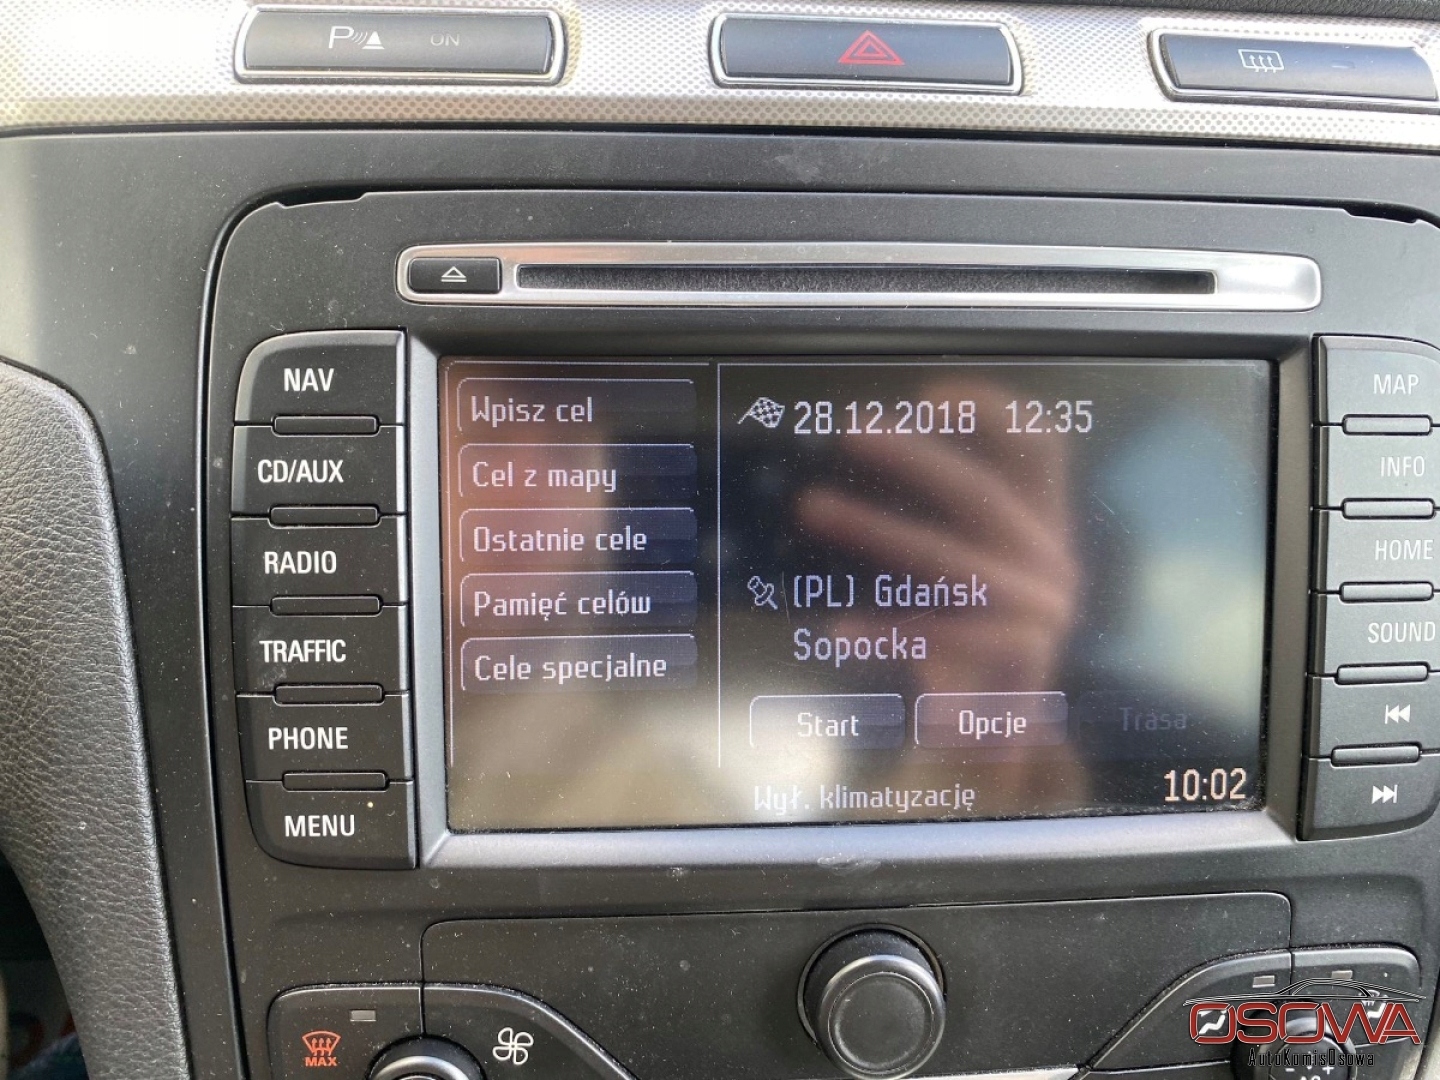 P ON
NAV
CD/AUX
RADIO
TRAFFIC
PHONE
MENU
Wpisz cel
Cel z mapy
Ostatnie cele
Pamięć celów
Cele specjalne
28.12.2018 12:35
(PL) Gdańsk
Sopocka
Start Opcje Trasa
Wył. klimatyzację 10:02
MAP
INFO
HOME
SOUND
MAX
OSOWA
AutoKomisOsowa